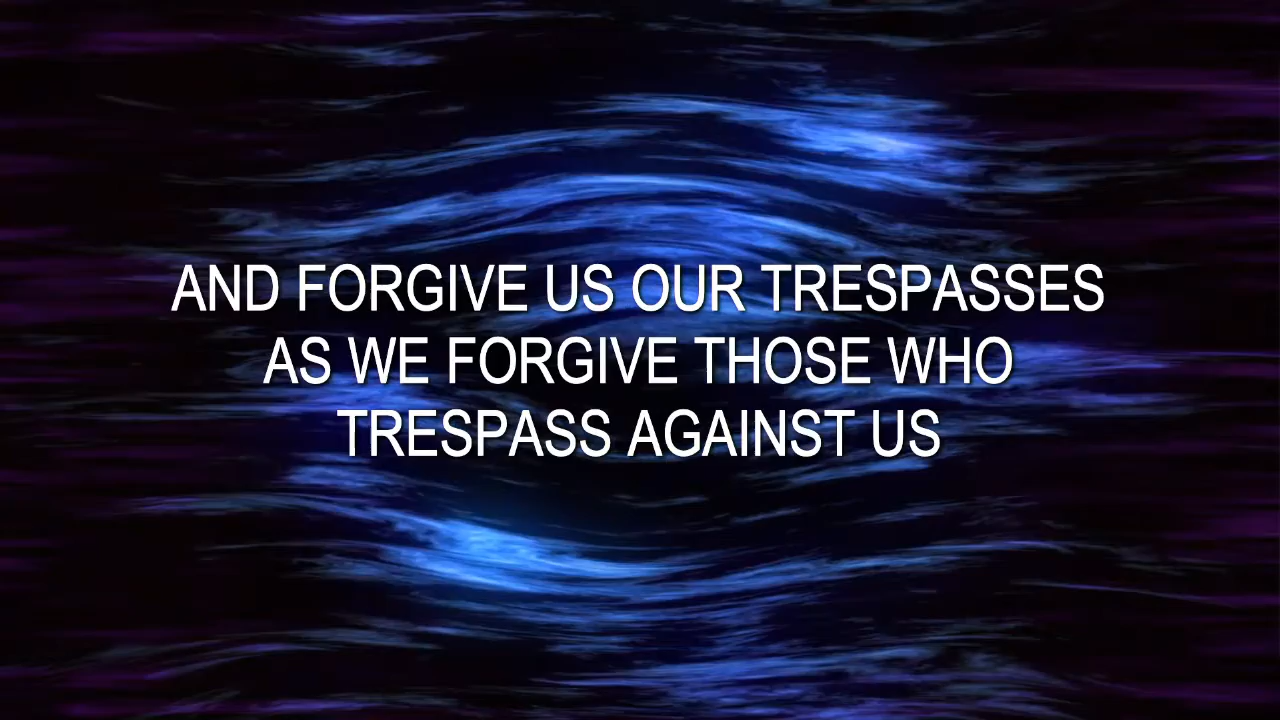 AND FORGIVE US OUR TRESPASSES
AS WE FORGIVE THOSE WHO
TRESPASS AGAINST US